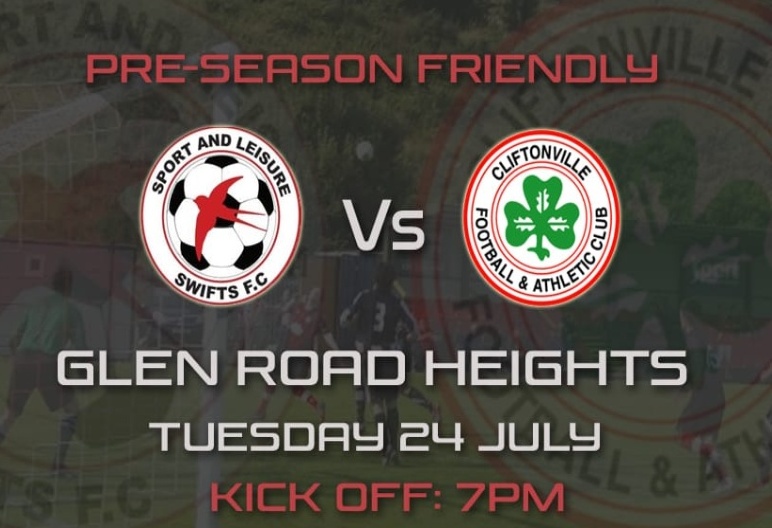 PRE-SEASON FRIENDLY
SPORT AND LEISURE
SWIFTS F.C
Vs
CLIFTONVILLE
FOOTBALL & ATHLETIC CLUB
GLEN ROAD HEIGHTS
TUESDAY 24 JULY
KICK OFF: 7PM